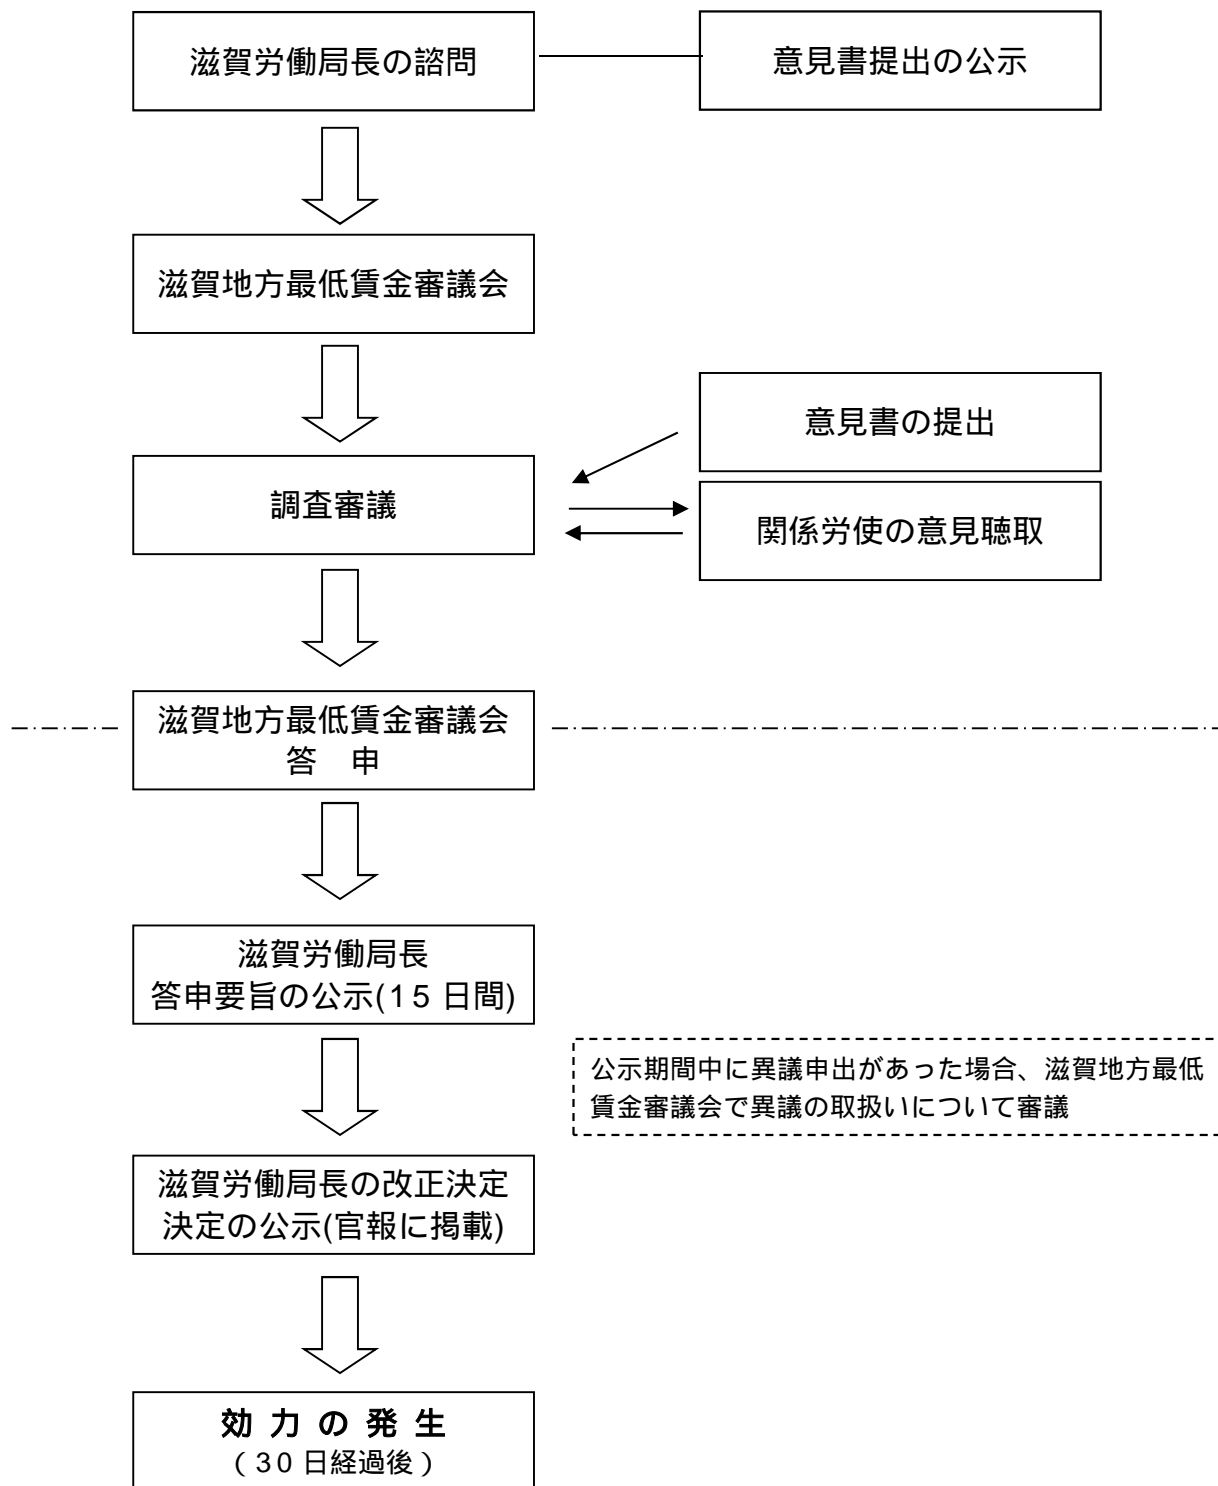 滋賀労働局長の諮問
意見書提出の公示
滋賀地方最低賃金審議会
意見書の提出
調査審議
関係労使の意見聴取
滋賀地方最低賃金審議会
答　申
滋賀労働局長
答申要旨の公示(15 日間)
公示期間中に異議申出があった場合、滋賀地方最低
賃金審議会で異議の取扱いについて審議
滋賀労働局長の改正決定
決定の公示(官報に掲載)
効 力 の 発 生
（30 日経過後）